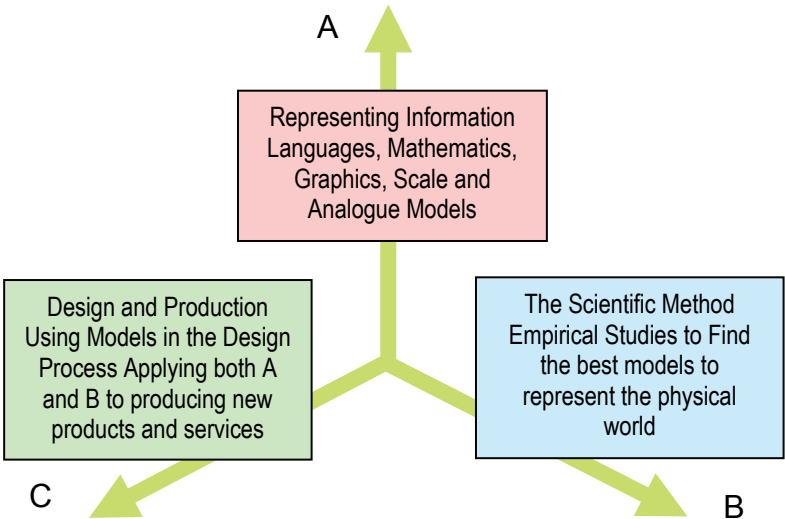 A
Representing Information
Languages, Mathematics,
Graphics, Scale and
Analogue Models
Design and Production
Using Models in the Design
Process Applying both A
and B to producing new
products and services
The Scientific Method
Empirical Studies to Find
the best models to
represent the physical
world
C
B